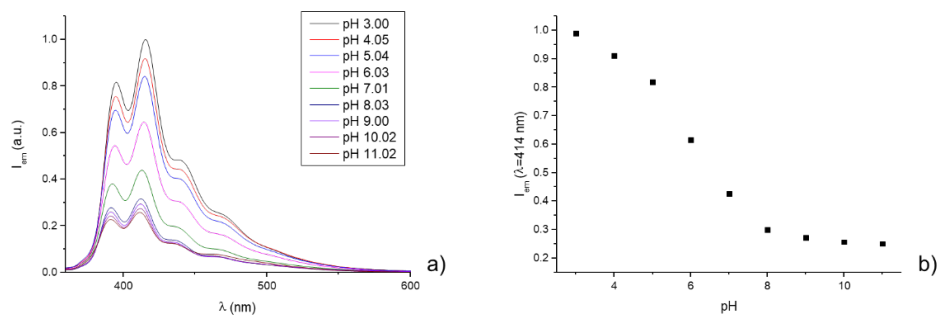 pH 3.00
pH 4.05
pH 5.04
pH 6.03
pH 7.01
pH 8.03
pH 9.00
pH 10.02
pH 11.02
I_em (a.u.)
1.0
0.8
0.6
0.4
0.2
0.0
400
500
600
λ (nm)
a)
I_em (λ=414 nm)
1.0
0.9
0.8
0.7
0.6
0.5
0.4
0.3
0.2
4
6
8
10
pH
b)